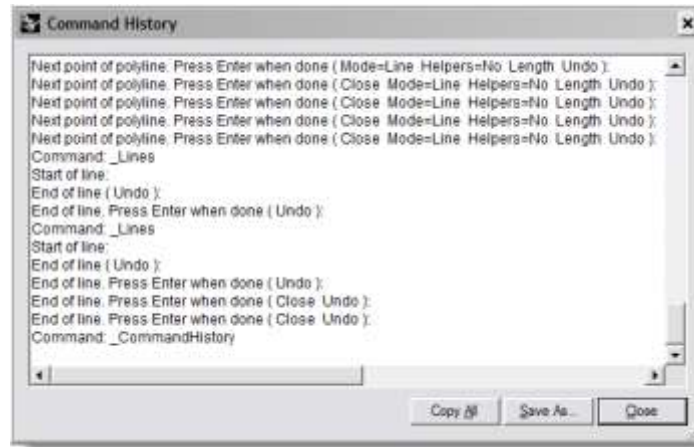 Command History
Next point of polyline. Press Enter when done ( Mode=Line Helpers=No Length Undo ):
Next point of polyline. Press Enter when done ( Close Mode=Line Helpers=No Length Undo ):
Next point of polyline. Press Enter when done ( Close Mode=Line Helpers=No Length Undo ):
Next point of polyline. Press Enter when done ( Close Mode=Line Helpers=No Length Undo ):
Next point of polyline. Press Enter when done ( Close Mode=Line Helpers=No Length Undo ):
Command: _Lines
Start of line:
End of line ( Undo ):
End of line. Press Enter when done ( Undo ):
Command: _Lines
Start of line:
End of line ( Undo ):
End of line. Press Enter when done ( Undo ):
End of line. Press Enter when done ( Close Undo ):
End of line. Press Enter when done ( Close Undo ):
Command: _CommandHistory
Copy All Save As... Close